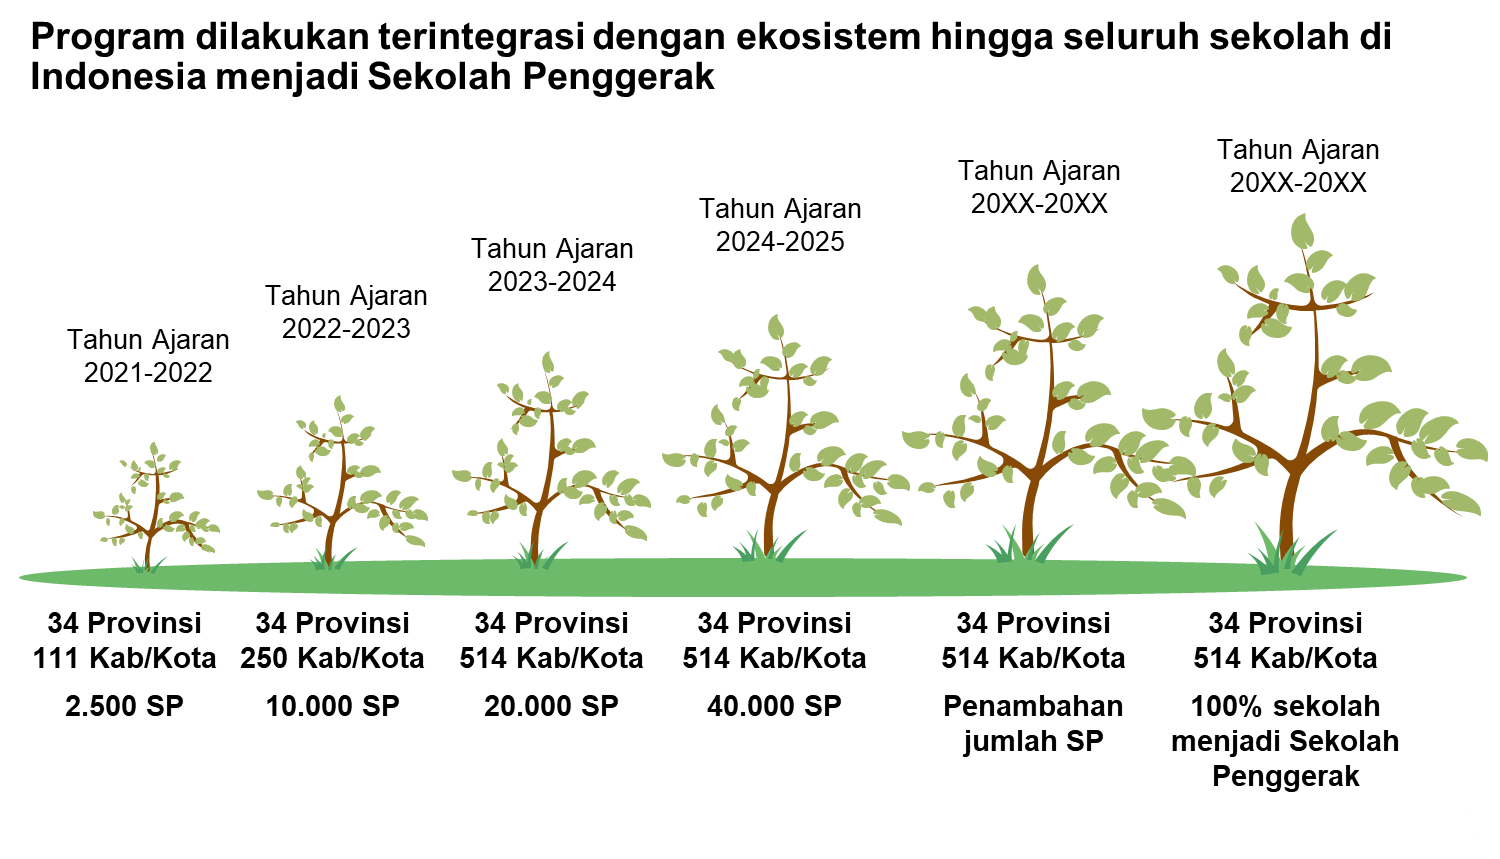 Program dilakukan terintegrasi dengan ekosistem hingga seluruh sekolah di
Indonesia menjadi Sekolah Penggerak
Tahun Ajaran
2021-2022
Tahun Ajaran
2022-2023
Tahun Ajaran
2023-2024
Tahun Ajaran
2024-2025
Tahun Ajaran
20XX-20XX
Tahun Ajaran
20XX-20XX
34 Provinsi
111 Kab/Kota
2.500 SP
34 Provinsi
250 Kab/Kota
10.000 SP
34 Provinsi
514 Kab/Kota
20.000 SP
34 Provinsi
514 Kab/Kota
40.000 SP
34 Provinsi
514 Kab/Kota
Penambahan
jumlah SP
34 Provinsi
514 Kab/Kota
100% sekolah
menjadi Sekolah
Penggerak